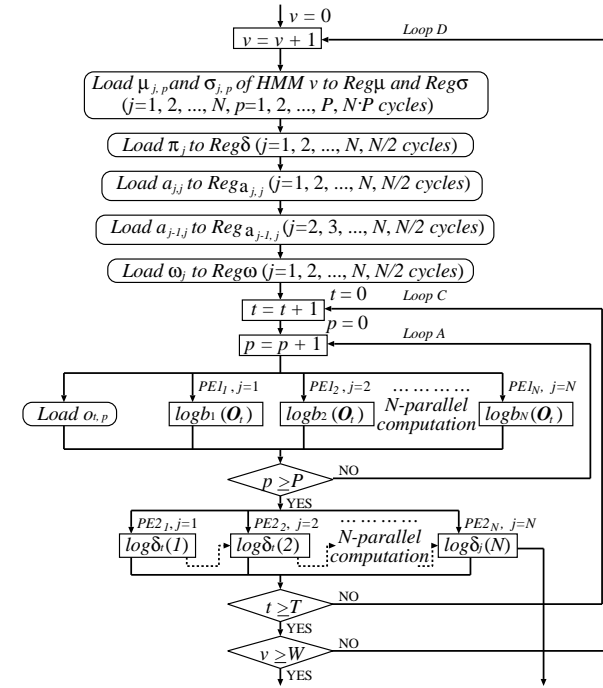 v = 0
Loop D
v = v + 1
Load μj, p and σj, p of HMM v to Regμ and Regσ
(j=1, 2, ..., N, p=1, 2, ..., P, N·P cycles)
Load πj to Regδ (j=1, 2, ..., N, N/2 cycles)
Load aj,j to Regaj, j (j=1, 2, ..., N, N/2 cycles)
Load aj-1,j to Regaj-1, j (j=2, 3, ..., N, N/2 cycles)
Load ωj to Regω (j=1, 2, ..., N, N/2 cycles)
t = 0
Loop C
t = t + 1
p = 0
Loop A
p = p + 1
PE11, j=1
PE12, j=2
... ... ... ...
PE1N, j=N
Load ot, p
logb1 (Ot)
logb2 (Ot)
N-parallel
computation
logbN(Ot)
p ≥P
NO
YES
PE21, j=1
PE22, j=2
... ... ... ...
PE2N, j=N
logδt(1)
logδt(2)
N-parallel
computation
logδj(N)
t ≥T
NO
YES
v ≥W
NO
YES